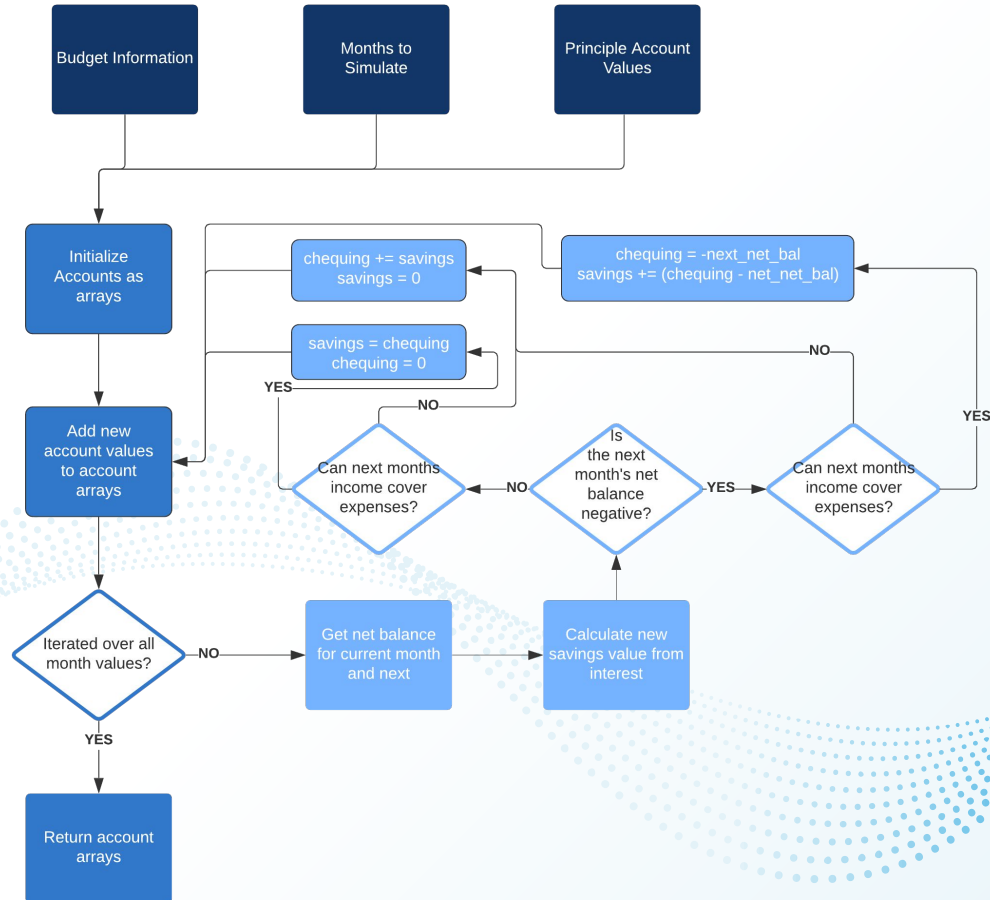 Budget Information
Months to
Simulate
Principle Account
Values
Initialize
Accounts as
arrays
chequing += savings
savings = 0
chequing = -next_net_bal
savings += (chequing - net_net_bal)
savings = chequing
chequing = 0
NO
YES
NO
YES
Add new
account values
to account
arrays
Can next months
income cover
expenses?
NO
Is
the next
month's net
balance
negative?
YES
Can next months
income cover
expenses?
Iterated over all
month values?
NO
Get net balance
for current month
and next
Calculate new
savings value from
interest
YES
Return account
arrays